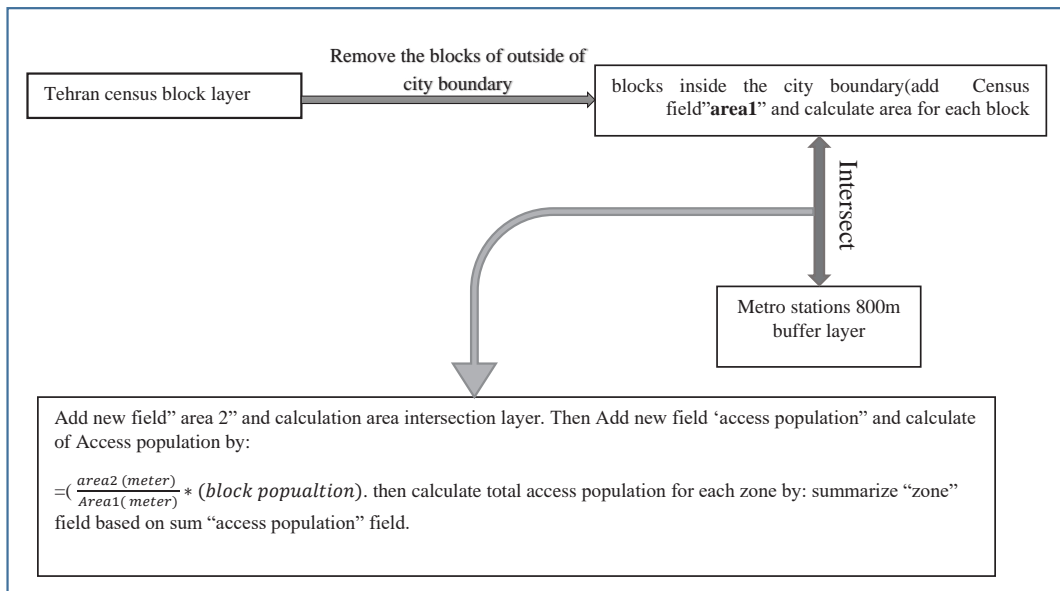 Remove the blocks of outside of
city boundary
Tehran census block layer
blocks inside the city boundary(add Census
field”area1” and calculate area for each block
Intersect
Metro stations 800m
buffer layer
Add new field” area 2” and calculation area intersection layer. Then Add new field ‘access population” and calculate
of Access population by:
=( area2 (meter) / Area1( meter) * (block popualtion). then calculate total access population for each zone by: summarize “zone”
field based on sum “access population” field.